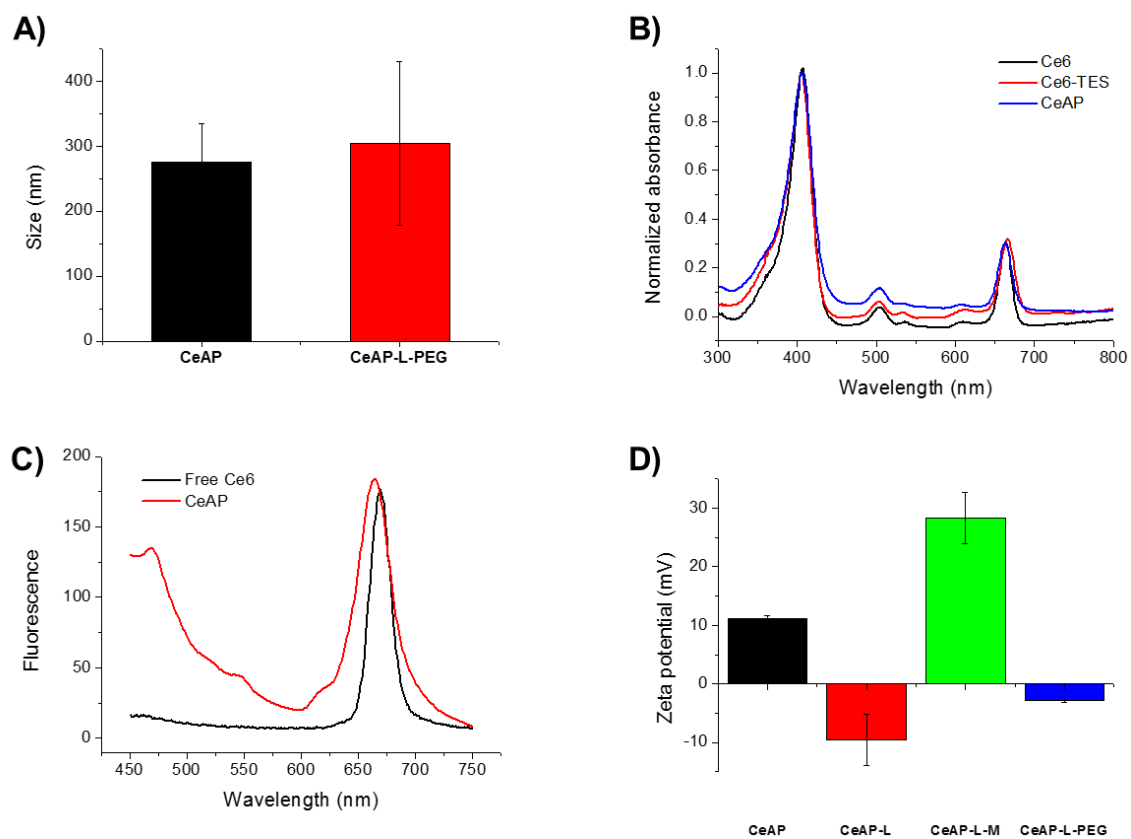 A)
400
300
200
100
0
Size (nm)
CeAP
CeAP-L-PEG
B)
Ce6
Ce6-TES
CeAP
1.0
0.8
0.6
0.4
0.2
0.0
Normalized absorbance
300
400
500
600
700
800
Wavelength (nm)
C)
Free Ce6
CeAP
200
150
100
50
0
Fluorescence
450
500
550
600
650
700
750
Wavelength (nm)
D)
30
20
10
0
-10
Zeta potential (mV)
CeAP
CeAP-L
CeAP-L-M
CeAP-L-PEG